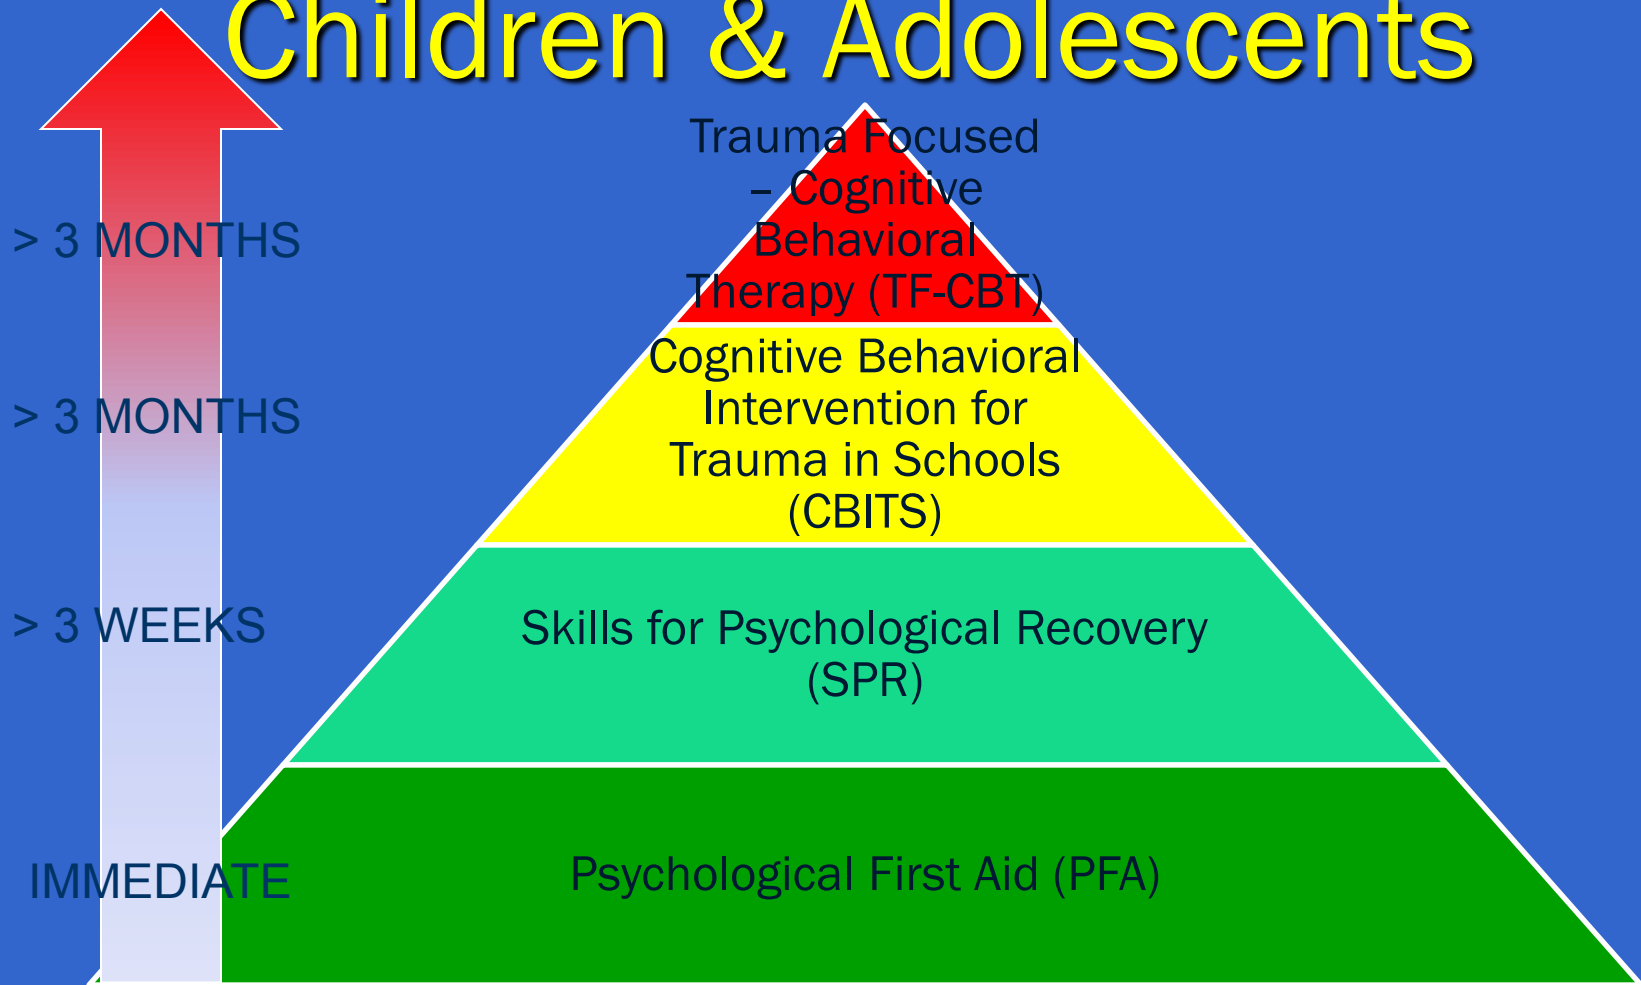 Children & Adolescents
Trauma Focused
– Cognitive
Behavioral
Therapy (TF-CBT)
> 3 MONTHS
Cognitive Behavioral
Intervention for
Trauma in Schools
(CBITS)
> 3 MONTHS
Skills for Psychological Recovery
(SPR)
> 3 WEEKS
Psychological First Aid (PFA)
IMMEDIATE